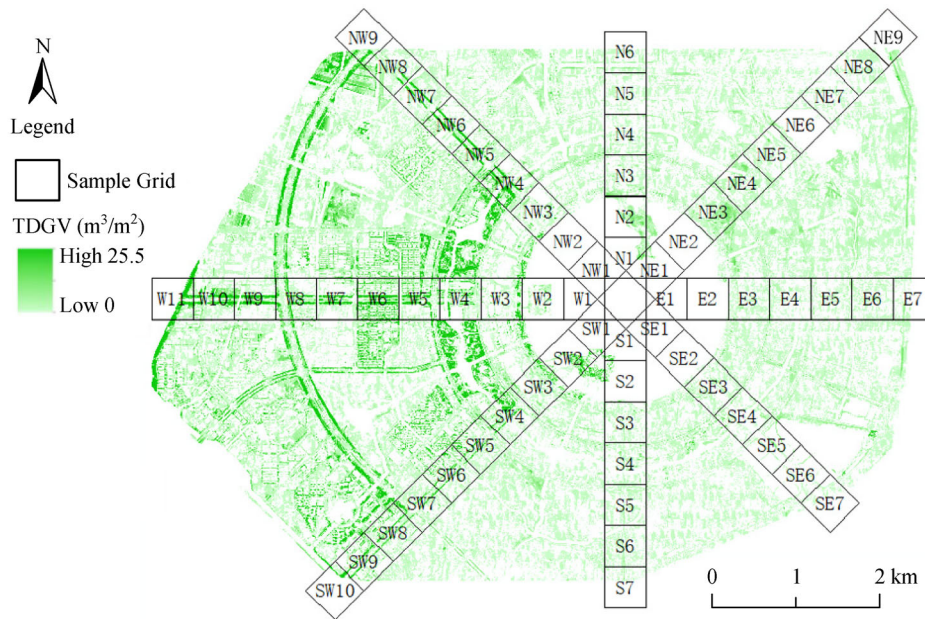 N
Legend
Sample Grid
TDGV (m³/m²)
High 25.5
Low 0
NW9
NW8
NW7
NW6
NW5
NW4
NW3
NW2
NW1
N6
N5
N4
N3
N2
N1
NE9
NE8
NE7
NE6
NE5
NE4
NE3
NE2
NE1
W11 W10 W9 W8 W7 W6 W5 W4 W3 W2 W1 E1 E2 E3 E4 E5 E6 E7
SW1
SW2
SW3
SW4
SW5
SW6
SW7
SW8
SW9
SW10
S1
S2
S3
S4
S5
S6
S7
SE1
SE2
SE3
SE4
SE5
SE6
SE7
0 1 2 km